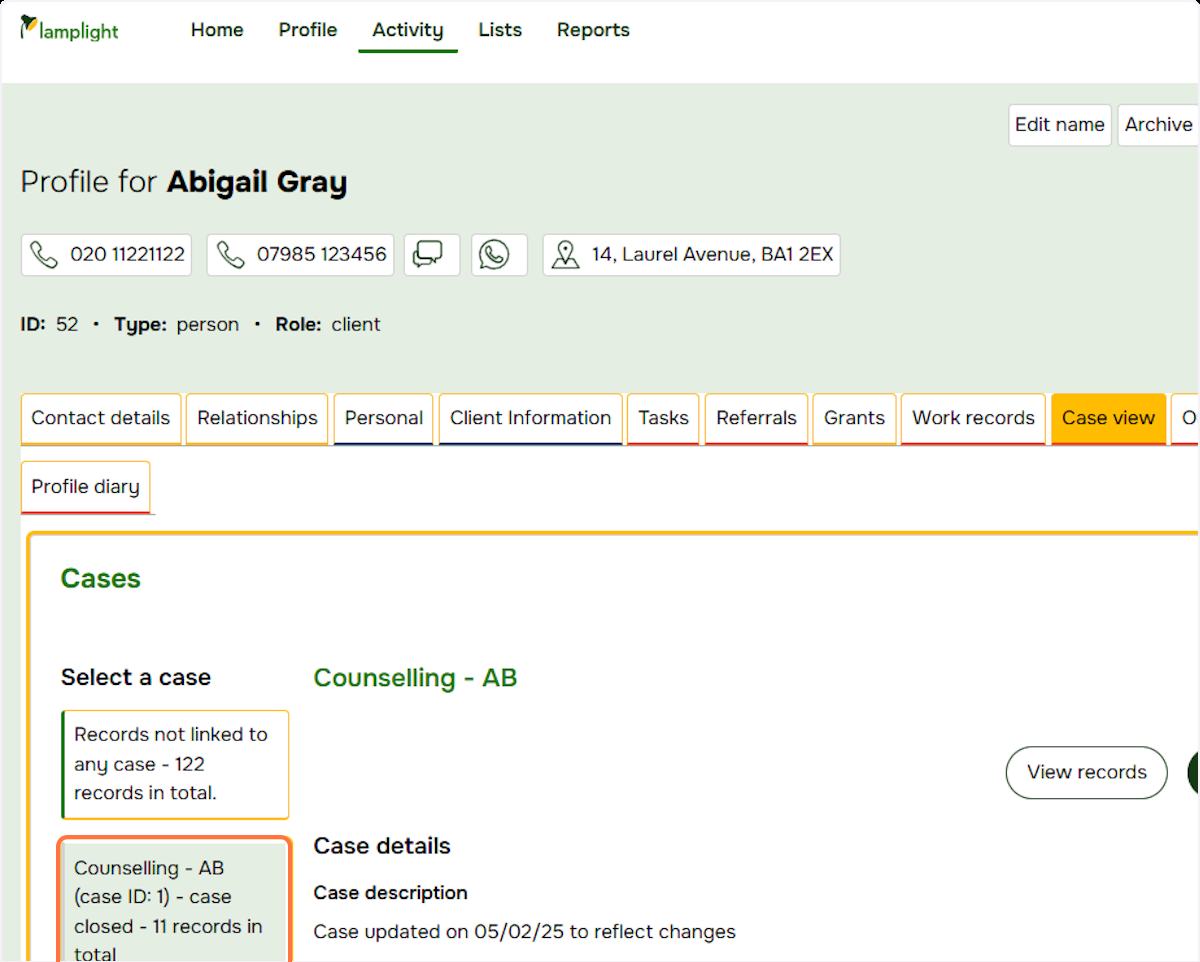 lamplight Home Profile Activity Lists Reports
Edit name Archive
Profile for Abigail Gray
020 11221122 07985 123456 14, Laurel Avenue, BA1 2EX
ID: 52 • Type: person • Role: client
Contact details Relationships Personal Client Information Tasks Referrals Grants Work records Case view O
Profile diary
Cases
Select a case
Records not linked to
any case - 122
records in total.
Counselling - AB
(case ID: 1) - case
closed - 11 records in
total
Counselling - AB
View records
Case details
Case description
Case updated on 05/02/25 to reflect changes